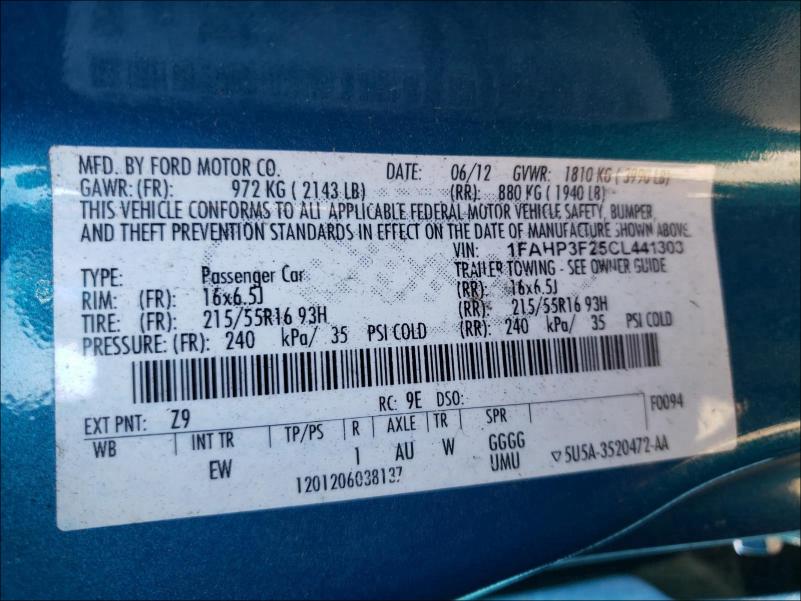 MFD. BY FORD MOTOR CO. DATE: 06/12 GVWR: 1810 KG ( 3990 LB)
GAWR: (FR): 972 KG ( 2143 LB) (RR): 880 KG ( 1940 LB)
THIS VEHICLE CONFORMS TO ALL APPLICABLE FEDERAL MOTOR VEHICLE SAFETY, BUMPER,
AND THEFT PREVENTION STANDARDS IN EFFECT ON THE DATE OF MANUFACTURE SHOWN ABOVE.
VIN: 1FAHP3F25CL441303
TYPE: Passenger Car TRAILER TOWING - SEE OWNER GUIDE
RIM: (FR): 16x6.5J (RR): 16x6.5J
TIRE: (FR): 215/55R16 93H (RR): 215/55R16 93H
PRESSURE: (FR): 240 kPa/ 35 PSI COLD (RR): 240 kPa/ 35 PSI COLD
EXT PNT: Z9 RC: 9E DSO: F0094
WB INT TR TP/PS R AXLE TR SPR
EW 1 AU W GGGG
UMU
1201206038137 ▽ 5U5A-3520472-AA